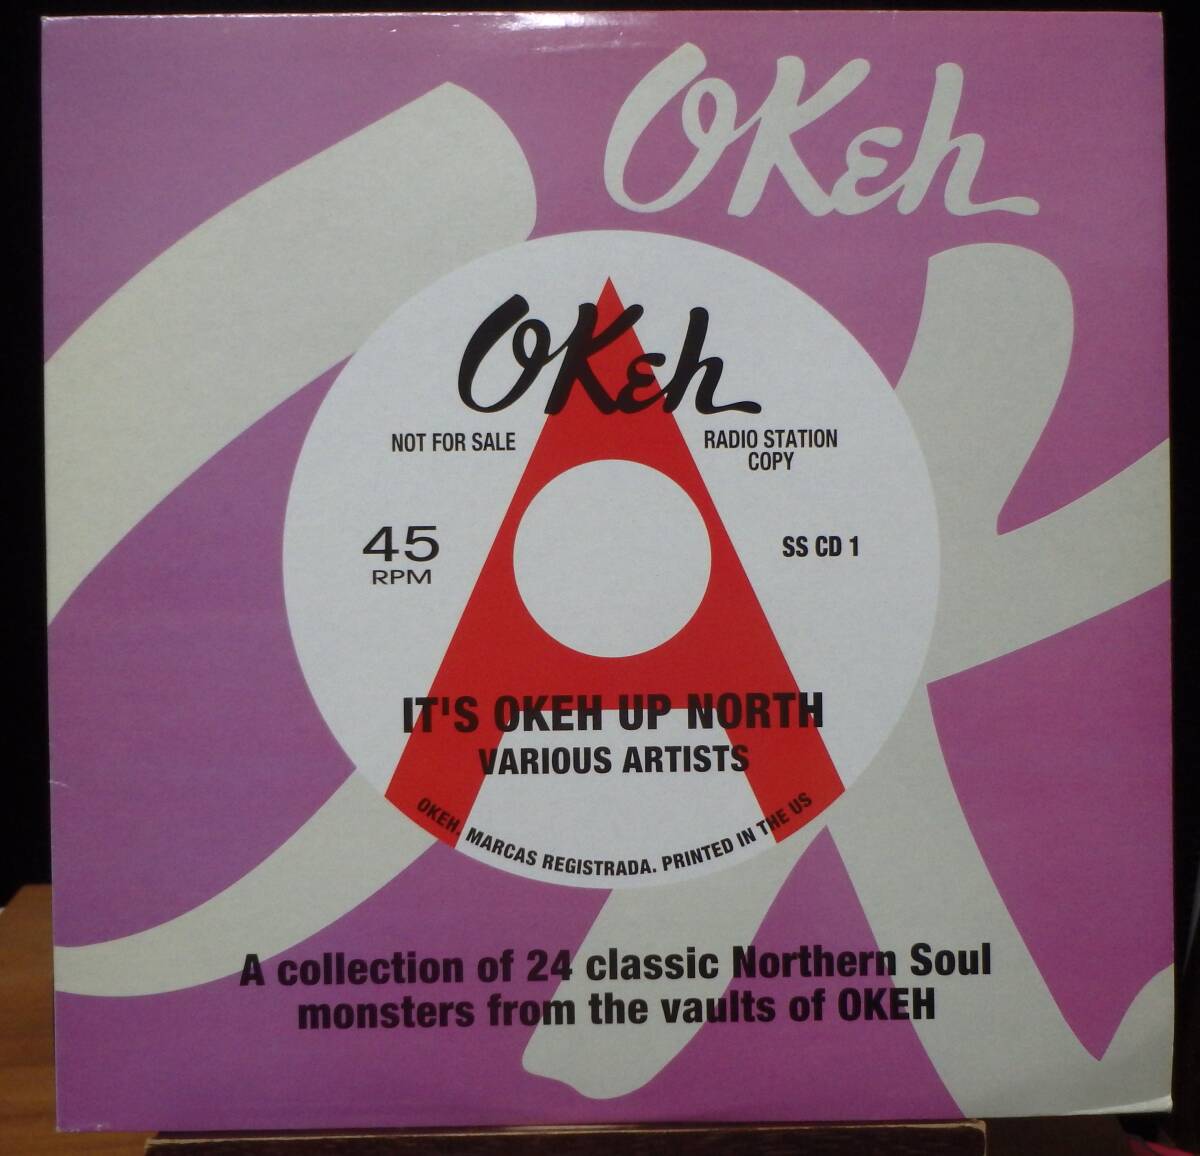 OKeh
OKeh
NOT FOR SALE
RADIO STATION
COPY
45
RPM
SS CD 1
IT'S OKEH UP NORTH
VARIOUS ARTISTS
OKEH. MARCAS REGISTRADA. PRINTED IN THE US
A collection of 24 classic Northern Soul
monsters from the vaults of OKEH